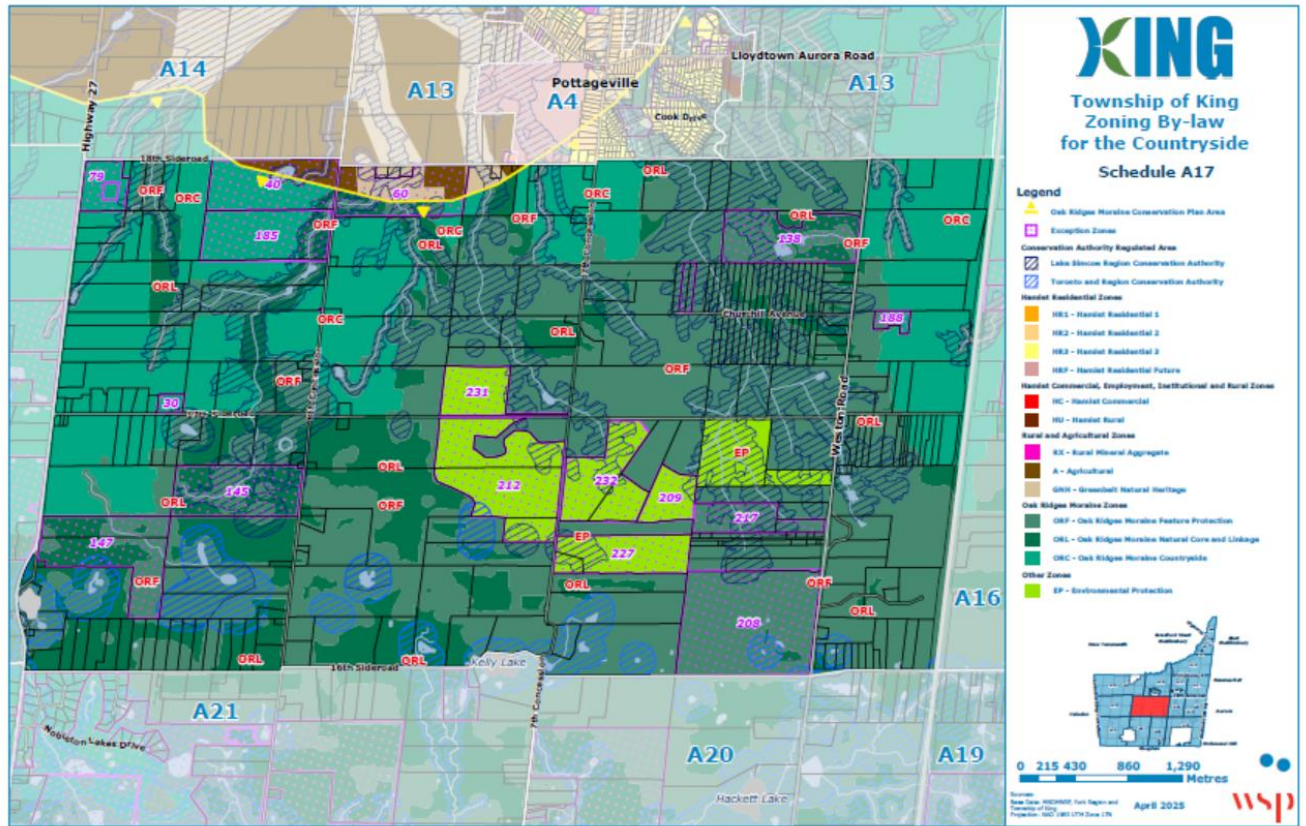 A14
A13
A4
Pottageville
Lloydtown Aurora Road
A13
Cook Drive
Highway 27
18th Sideroad
79
ORF
ORC
40
60
185
ORF
ORC
ORL
ORF
ORC
ORL
ORL
138
ORF
ORC
ORL
ORC
ORL
Churchill Avenue
188
ORF
ORF
231
30
ORL
EP
ORL
212
232
209
ORF
145
ORL
217
147
ORF
EP
227
ORL
ORF
ORL
208
ORL
ORL
16th Sideroad
Kelly Lake
7th Concession
Weston Road
A16
A21
Nobleton Lakes Drive
A20
A19
Hackett Lake
KING
Township of King
Zoning By-law
for the Countryside
Schedule A17
Legend
Oak Ridges Moraine Conservation Plan Area
Exception Zones
Conservation Authority Regulated Area
Lake Simcoe Region Conservation Authority
Toronto and Region Conservation Authority
Hamlet Residential Zones
HR1 - Hamlet Residential 1
HR2 - Hamlet Residential 2
HR3 - Hamlet Residential 3
HRF - Hamlet Residential Future
Hamlet Commercial, Employment, Institutional and Rural Zones
HC - Hamlet Commercial
HU - Hamlet Rural
Rural and Agricultural Zones
RX - Rural Mineral Aggregate
A - Agricultural
GNH - Greenbelt Natural Heritage
Oak Ridges Moraine Zones
ORF - Oak Ridges Moraine Feature Protection
ORL - Oak Ridges Moraine Natural Core and Linkage
ORC - Oak Ridges Moraine Countryside
Other Zones
EP - Environmental Protection
0 215 430 860 1,290
Metres
Sources:
April 2025
wsp